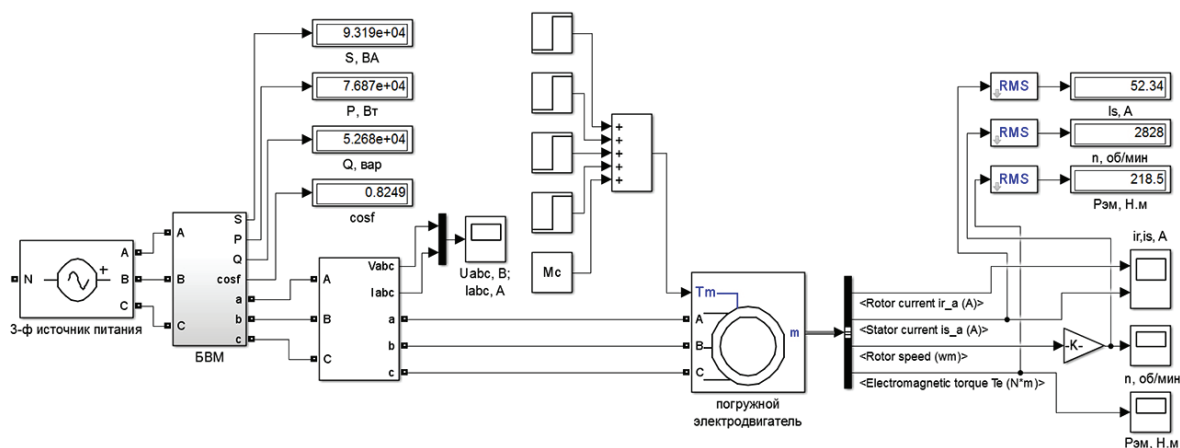 9.319e+04
S, ВА
7.687e+04
P, Вт
5.268e+04
Q, вар
0.8249
cosf
N
+
A
B
C
3-ф источник питания
A
B
C
S
P
Q
cosf
a
b
c
БВМ
A
B
C
Vabc
Iabc
a
b
c
Uabc, В;
Iabc, А
+
+
+
+
+
Mc
Tm
A
B
C
m
погружной
электродвигатель
<Rotor current ir_a (A)>
<Stator current is_a (A)>
<Rotor speed (wm)>
<Electromagnetic torque Te (N*m)>
-K-
RMS
52.34
Is, А
RMS
2828
n, об/мин
RMS
218.5
Рэм, Н.м
ir,is, А
n, об/мин
Рэм, Н.м